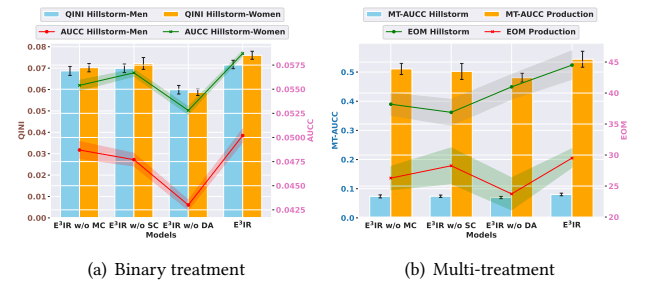 QINI Hillstorm-Men QINI Hillstorm-Women
AUCC Hillstorm-Men AUCC Hillstorm-Women
0.08
0.07
0.06
0.05
0.04
0.03
0.02
0.01
0.00
QINI
0.0575
0.0550
0.0525
0.0500
0.0475
0.0450
0.0425
AUCC
E³IR w/o MC E³IR w/o SC E³IR w/o DA E³IR
Models
(a) Binary treatment
MT-AUCC Hillstorm MT-AUCC Production
EOM Hillstorm EOM Production
0.5
0.4
0.3
0.2
0.1
0.0
MT-AUCC
45
40
35
30
25
20
EOM
E³IR w/o MC E³IR w/o SC E³IR w/o DA E³IR
Models
(b) Multi-treatment